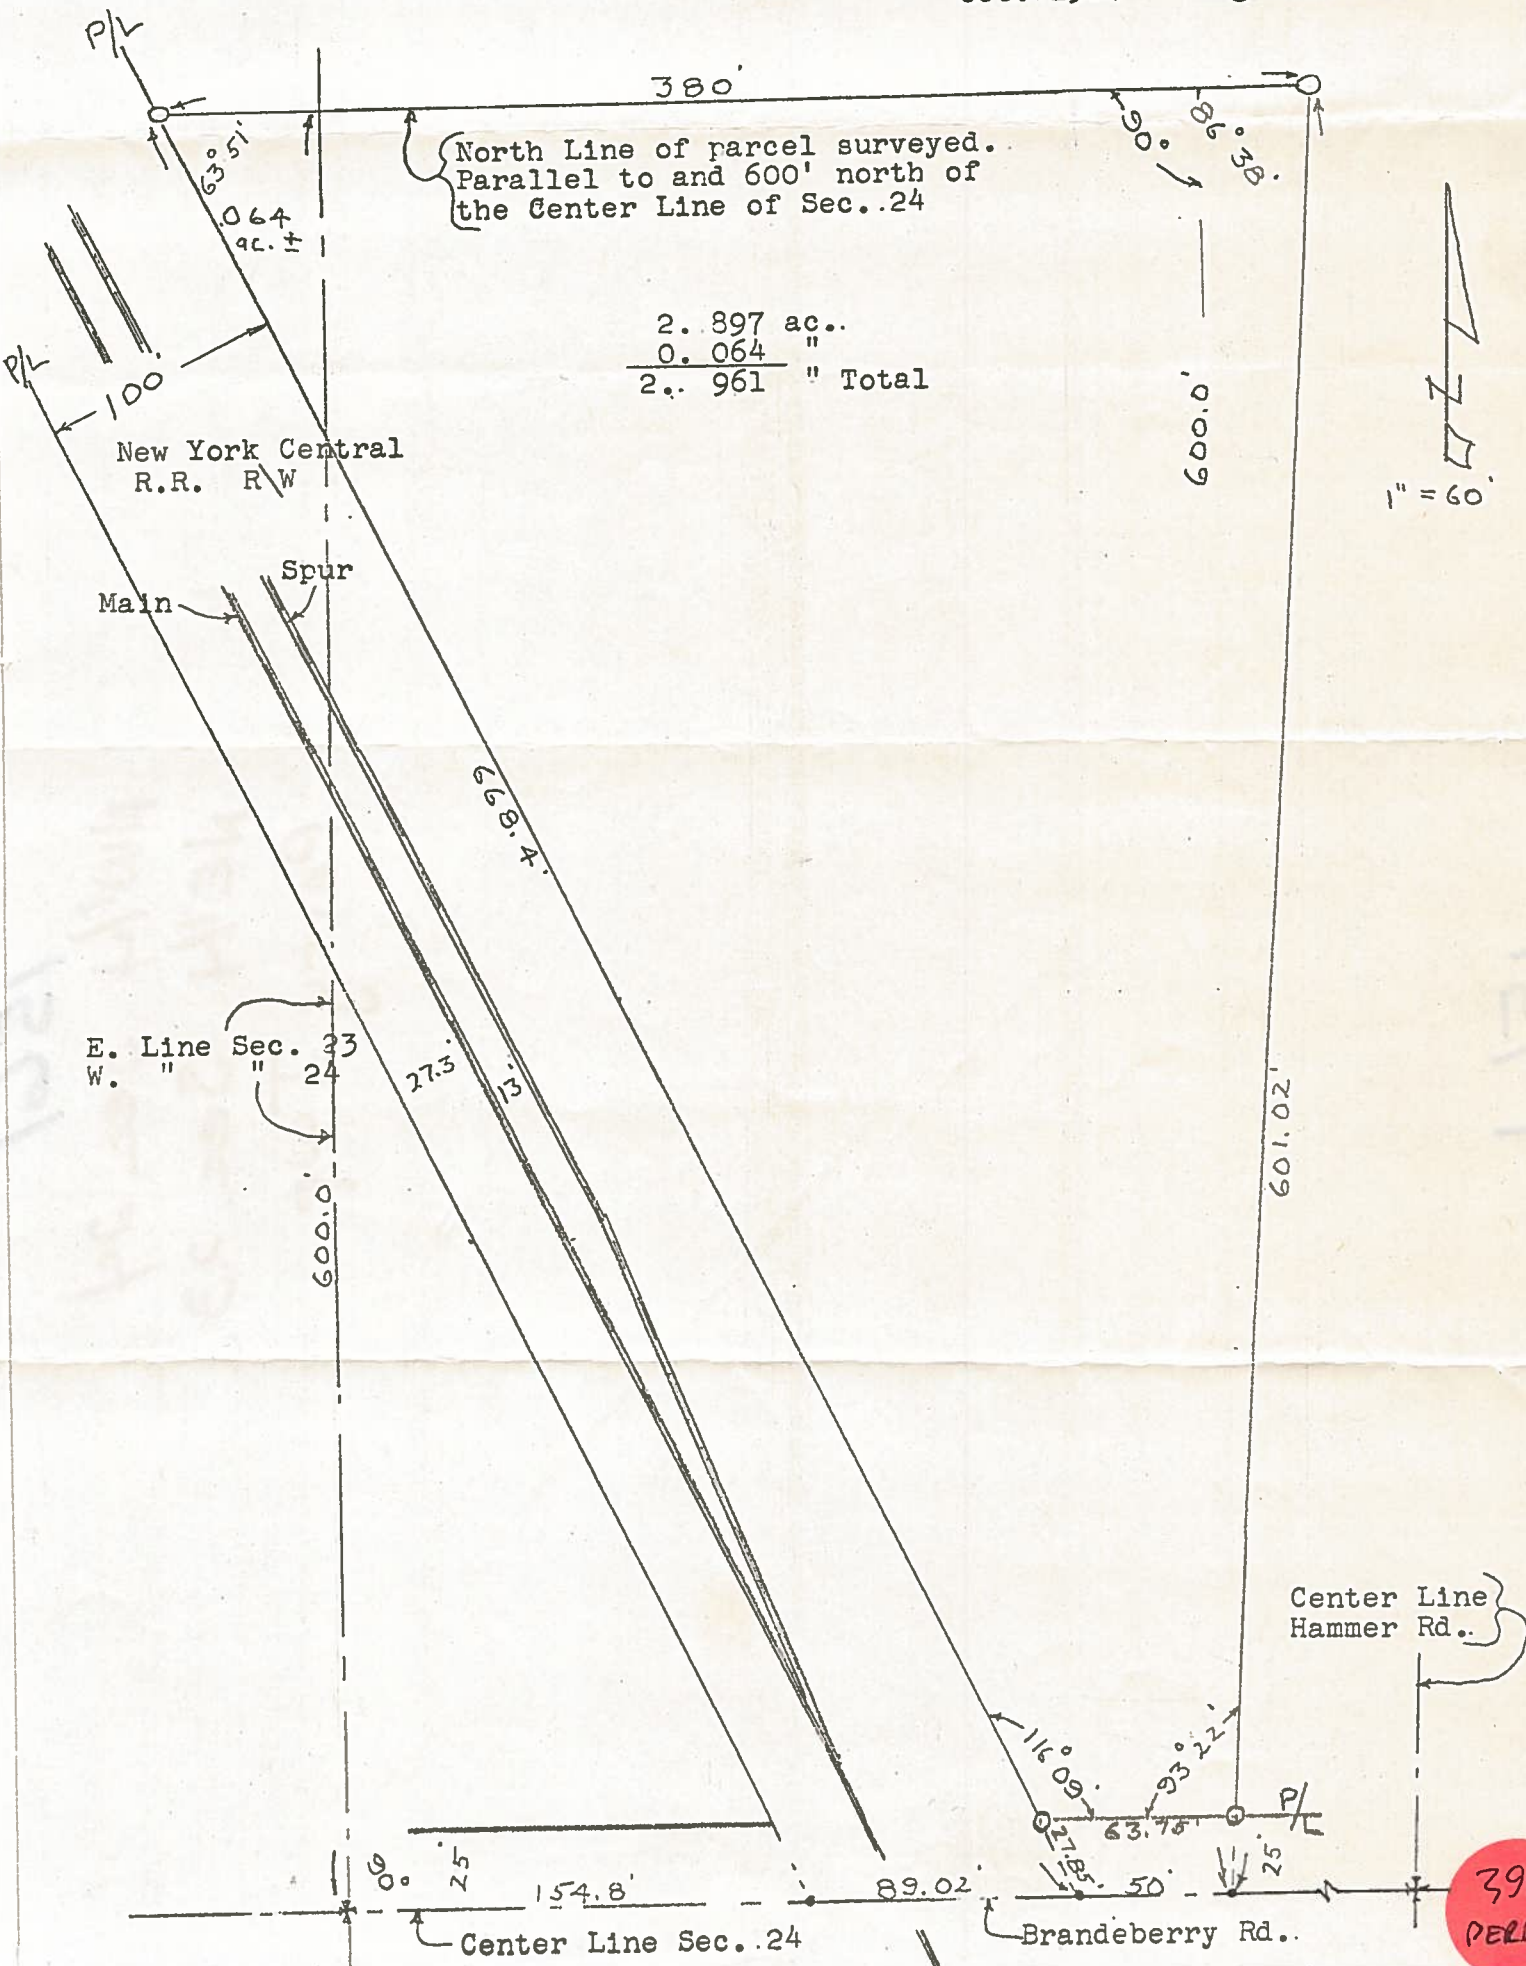 P/L
380'
North Line of parcel surveyed.
Parallel to and 600' north of
the Center Line of Sec..24
63° 51'
.064
ac. ±
90°
86° 38'
2. 897 ac..
0. 064 "
2.. 961 " Total
600.0'
N
1" = 60'
P/L
100'
New York Central
R.R. R\W
Spur
Main
668.4'
E. Line Sec. 23
W. " " 24
27.3'
13'
600.0'
601.02'
Center Line
Hammer Rd..
116° 09'
93° 22'
P/L
63.75'
27.85'
25'
90°
25'
154.8'
89.02'
50'
Center Line Sec..24
Brandeberry Rd..
39